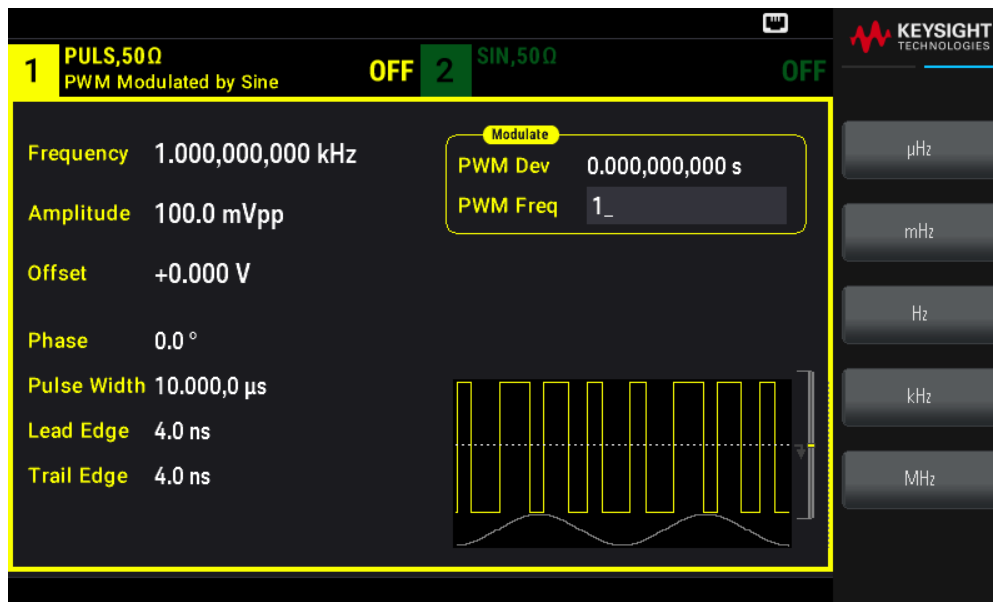 KEYSIGHT
TECHNOLOGIES
1 PULS,50Ω OFF
PWM Modulated by Sine
2 SIN,50Ω OFF
Frequency 1.000,000,000 kHz
Amplitude 100.0 mVpp
Offset +0.000 V
Phase 0.0 °
Pulse Width 10.000,0 µs
Lead Edge 4.0 ns
Trail Edge 4.0 ns
Modulate
PWM Dev 0.000,000,000 s
PWM Freq 1_
µHz
mHz
Hz
kHz
MHz